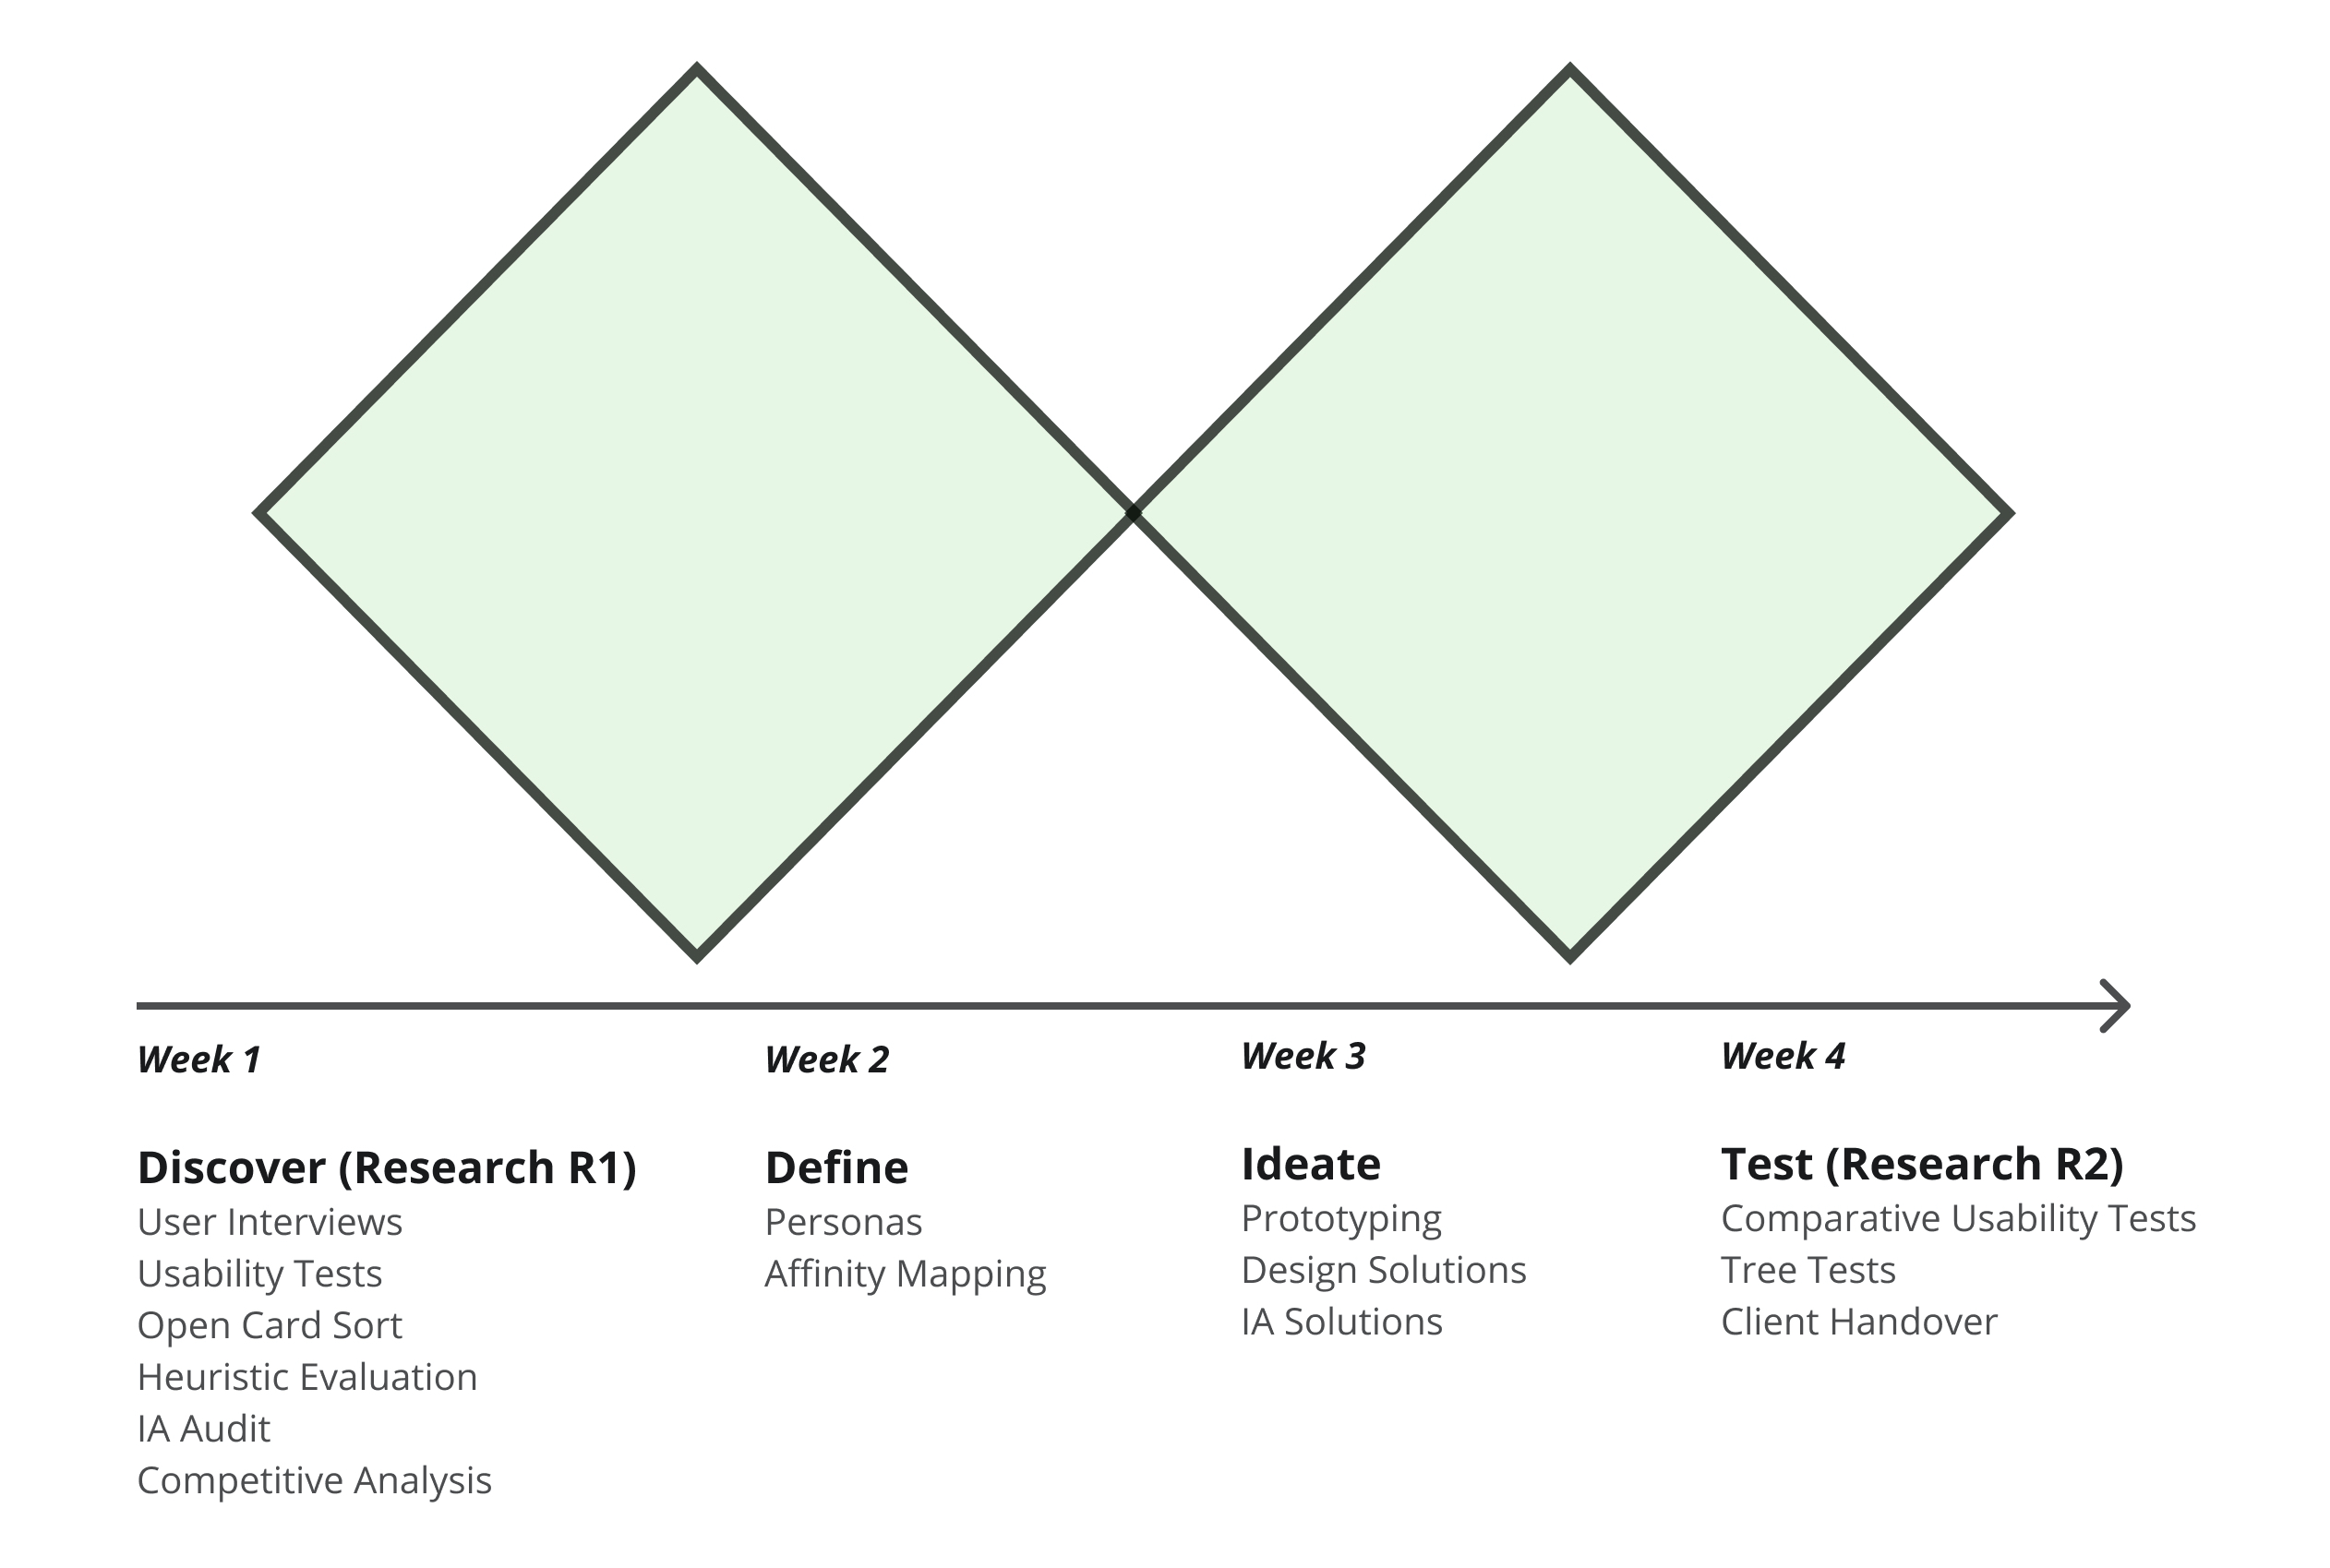 Week 1
Discover (Research R1)
User Interviews
Usability Tests
Open Card Sort
Heuristic Evaluation
IA Audit
Competitive Analysis
Week 2
Define
Personas
Affinity Mapping
Week 3
Ideate
Prototyping
Design Solutions
IA Solutions
Week 4
Test (Research R2)
Comparative Usability Tests
Tree Tests
Client Handover